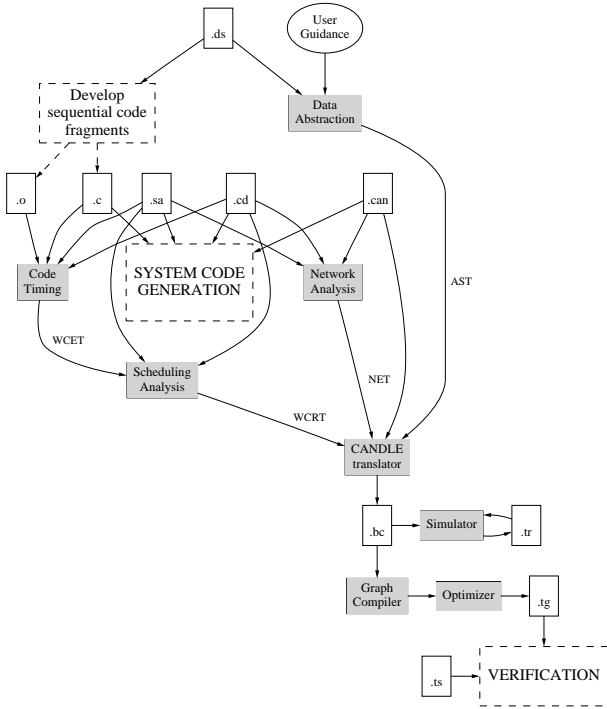 User
Guidance
.ds
Develop
sequential code
fragments
Data
Abstraction
.o
.c
.sa
.cd
.can
Code
Timing
SYSTEM CODE
GENERATION
Network
Analysis
AST
WCET
Scheduling
Analysis
NET
WCRT
CANDLE
translator
.bc
Simulator
.tr
Graph
Compiler
Optimizer
.tg
.ts
VERIFICATION